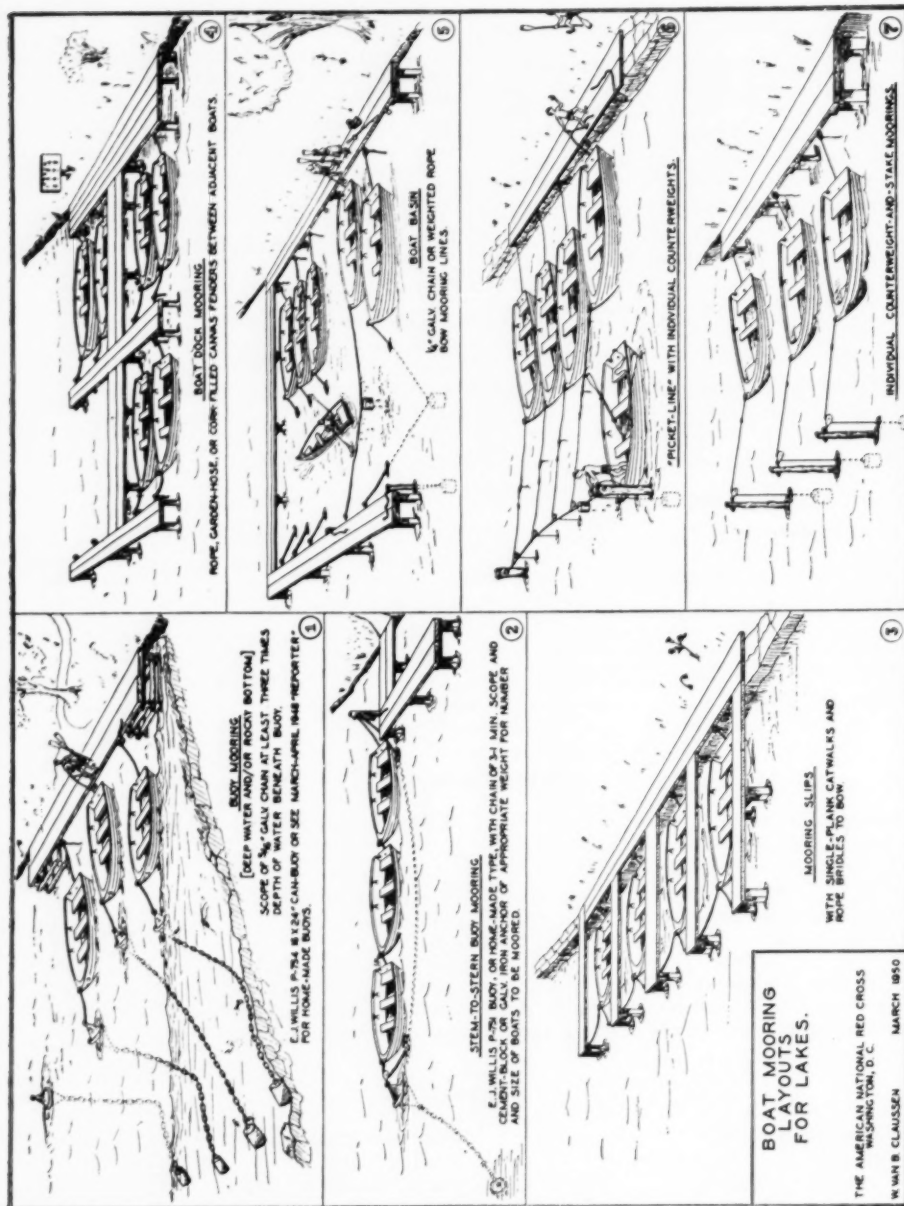 BUOY MOORING
[DEEP WATER AND/OR ROCKY BOTTOM]
SCOPE OF 3/16" GALV. CHAIN AT LEAST THREE TIMES
DEPTH OF WATER BENEATH BUOY.
E.J. WILLIS P-754 16 X 24" CAN-BUOY OR SEE MARCH-APRIL 1948 "REPORTER"
FOR HOME-MADE BUOYS.
1
STEM-TO-STERN BUOY MOORING
E.J. WILLIS P-751 BUOY, OR HOME-MADE TYPE, WITH CHAIN OF 3-1 MIN. SCOPE AND
CEMENT-BLOCK OR GALV. IRON ANCHOR OF APPROPRIATE WEIGHT FOR NUMBER
AND SIZE OF BOATS TO BE MOORED.
2
MOORING SLIPS
WITH SINGLE-PLANK CATWALKS AND
ROPE BRIDLES TO BOW.
3
BOAT MOORING
LAYOUTS
FOR LAKES.
THE AMERICAN NATIONAL RED CROSS
WASHINGTON, D. C.
W. VAN B. CLAUSSEN MARCH 1950
4
BOAT DOCK MOORING
ROPE, GARDEN-HOSE, OR CORK FILLED CANVAS FENDERS BETWEEN ADJACENT BOATS.
5
BOAT BASIN
GALV. CHAIN OR WEIGHTED ROPE
BOW MOORING LINES
6
"PICKET-LINE" WITH INDIVIDUAL COUNTERWEIGHTS.
7
INDIVIDUAL COUNTERWEIGHT-AND-STAKE MOORINGS.